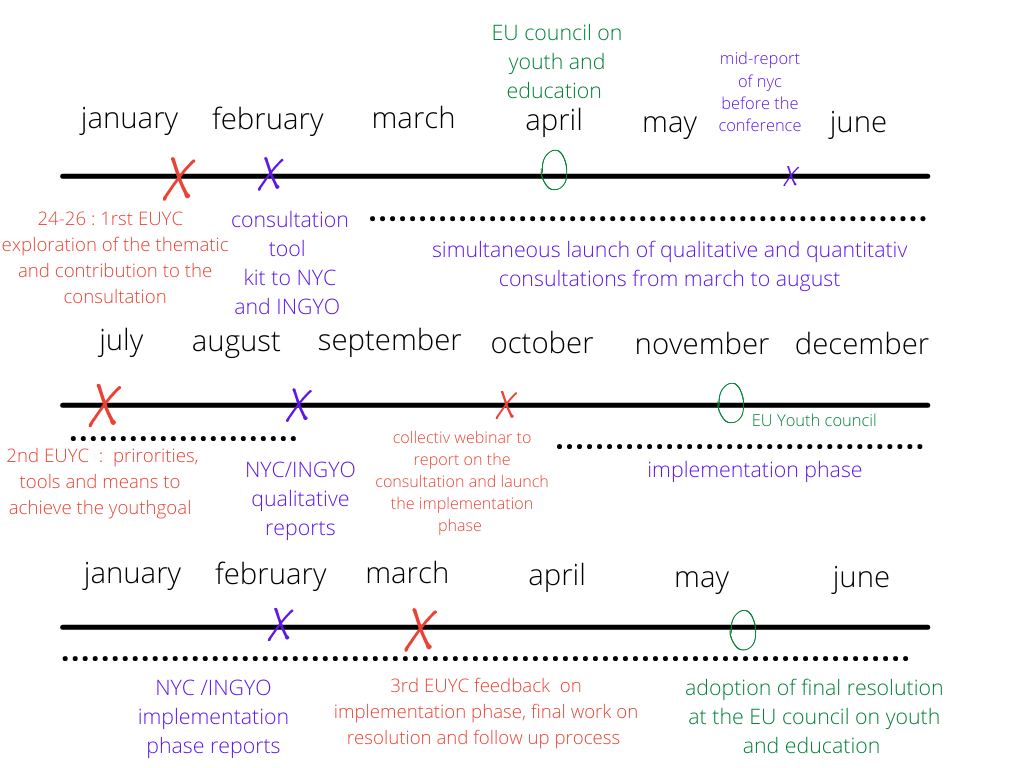 EU council on
youth and
education
mid-report
of nyc
before the
conference
january february march april may june
24-26 : 1rst EUYC
exploration of the thematic
and contribution to the
consultation
consultation
tool
kit to NYC
and INGYO
simultaneous launch of qualitative and quantitativ
consultations from march to august
july august september october november december
EU Youth council
2nd EUYC : prirorities,
tools and means to
achieve the youthgoal
NYC/INGYO
qualitative
reports
collectiv webinar to
report on the
consultation and launch
the implementation
phase
implementation phase
january february march april may june
NYC /INGYO
implementation
phase reports
3rd EUYC feedback on
implementation phase, final work on
resolution and follow up process
adoption of final resolution
at the EU council on youth
and education